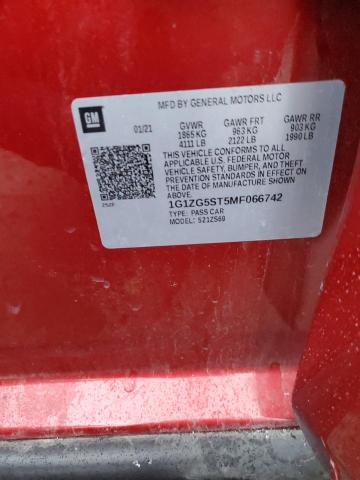 MFD BY GENERAL MOTORS LLC
GM
01/21 GVWR GAWR FRT GAWR RR
1865 KG 963 KG 903 KG
4111 LB 2122 LB 1990 LB
THIS VEHICLE CONFORMS TO ALL
APPLICABLE U.S. FEDERAL MOTOR
VEHICLE SAFETY, BUMPER, AND THEFT
PREVENTION STANDARDS IN EFFECT ON THE
DATE OF MANUFACTURE SHOWN ABOVE.
1G1ZG5ST5MF066742
TYPE: PASS CAR
MODEL: 521ZS69